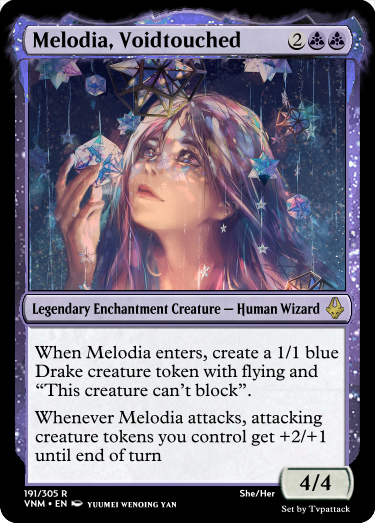 Melodia, Voidtouched 2
Legendary Enchantment Creature — Human Wizard
When Melodia enters, create a 1/1 blue
Drake creature token with flying and
“This creature can't block”.
Whenever Melodia attacks, attacking
creature tokens you control get +2/+1
until end of turn
4/4
191/305 R She/Her
VNM • EN YUUMEI WENQING YAN Set by Tvpattack